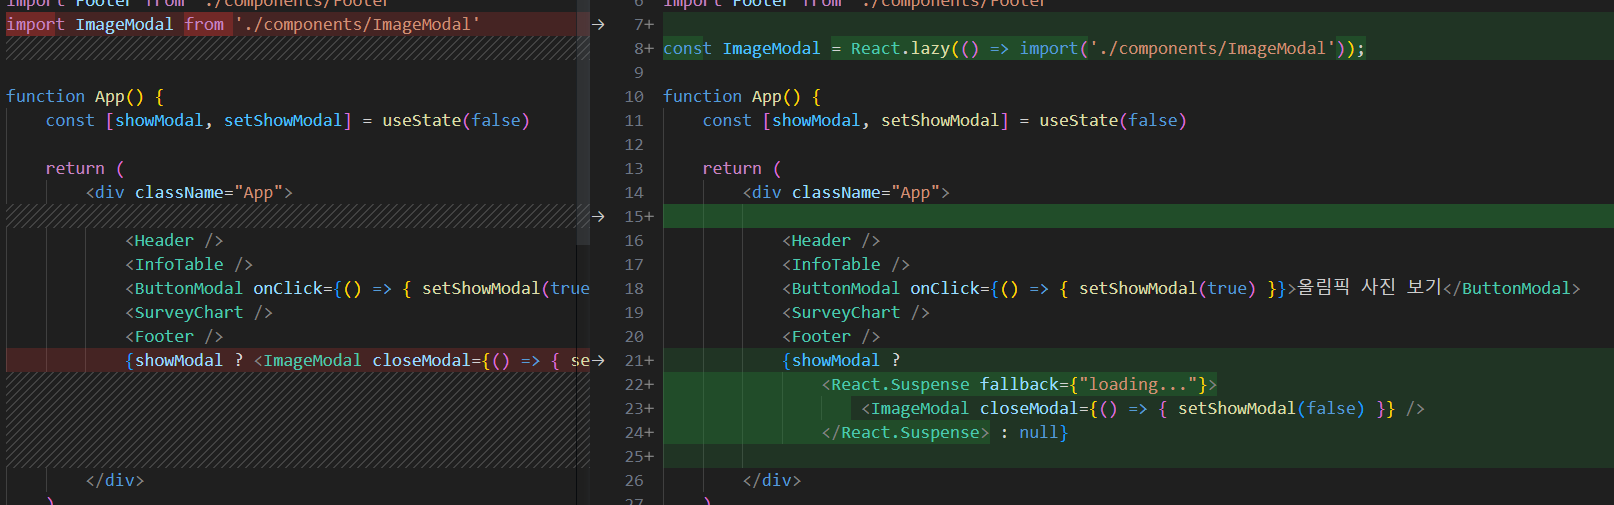 import Footer from './components/Footer'
import ImageModal from './components/ImageModal'
function App() {
const [showModal, setShowModal] = useState(false)
return (
<div className="App">
<Header />
<InfoTable />
<ButtonModal onClick={() => { setShowModal(true
<SurveyChart />
<Footer />
{showModal ? <ImageModal closeModal={() => { se
</div>
)
6 import Footer from './components/Footer'
7+
8+ const ImageModal = React.lazy(() => import('./components/ImageModal'));
9
10 function App() {
11 const [showModal, setShowModal] = useState(false)
12
13 return (
14 <div className="App">
15+
16 <Header />
17 <InfoTable />
18 <ButtonModal onClick={() => { setShowModal(true) }}>올림픽 사진 보기</ButtonModal>
19 <SurveyChart />
20 <Footer />
21+ {showModal ?
22+ <React.Suspense fallback={"loading..."}>
23+ <ImageModal closeModal={() => { setShowModal(false) }} />
24+ </React.Suspense> : null}
25+
26 </div>
27 )